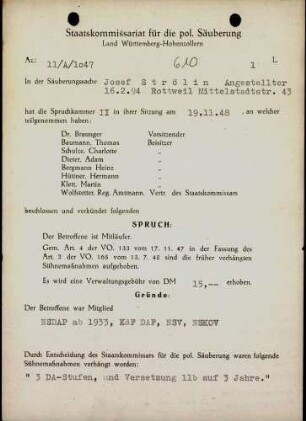 Staatskommissariat für die pol. Säuberung
Land Württemberg-Hohenzollern
Az: 11/A/1047 610 1 L.
In der Säuberungssache Josef Strölin Angestellter
16.2.94 Rottweil Mittelstadtstr. 43
hat die Spruchkammer II in ihrer Sitzung am 19.11.48, an welcher
teilgenommen haben:
Dr. Braunger Vorsitzender
Baumann, Thomas Beisitzer
Schulze, Charlotte "
Dieter, Adam "
Bergmann Heinz "
Hüttner, Hermann "
Klett, Martin "
Wolfstetter, Reg. Amtmann, Vertr. des Staatskommissars
beschlossen und verkündet folgenden
SPRUCH:
Der Betroffene ist Mitläufer.
Gem. Art. 4 der VO. 133 vom 17. 11. 47 in der Fassung des
Art. 2 der VO. 165 vom 13. 7. 48 sind die früher verhängten
Sühnemaßnahmen aufgehoben.
Es wird eine Verwaltungsgebühr von DM 15,-- erhoben.
Gründe:
Der Betroffene war Mitglied
NSDAP ab 1933, KBF DAF, NSV, NSKOV
Durch Entscheidung des Staatskommissars für die pol. Säuberung waren folgende
Sühnemaßnahmen verhängt worden:
" 3 DA-Stufen, und Versetzung 11b auf 3 Jahre."